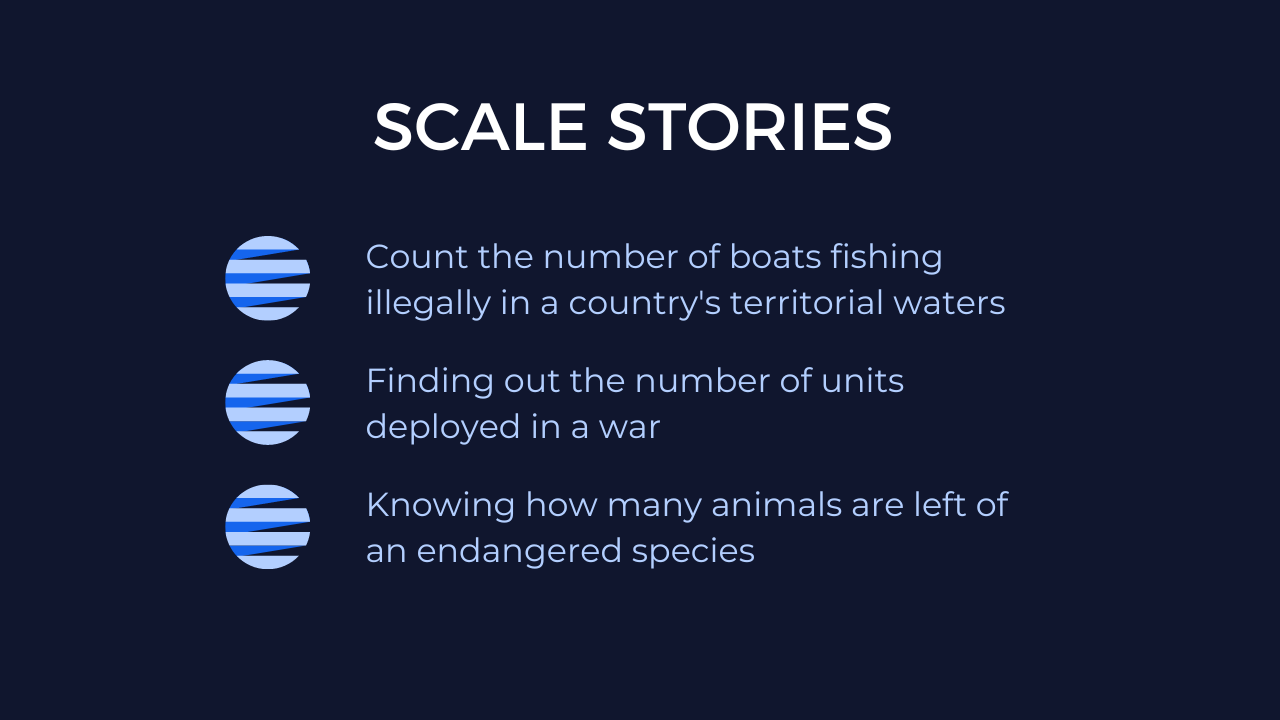 SCALE STORIES
Count the number of boats fishing
illegally in a country's territorial waters
Finding out the number of units
deployed in a war
Knowing how many animals are left of
an endangered species